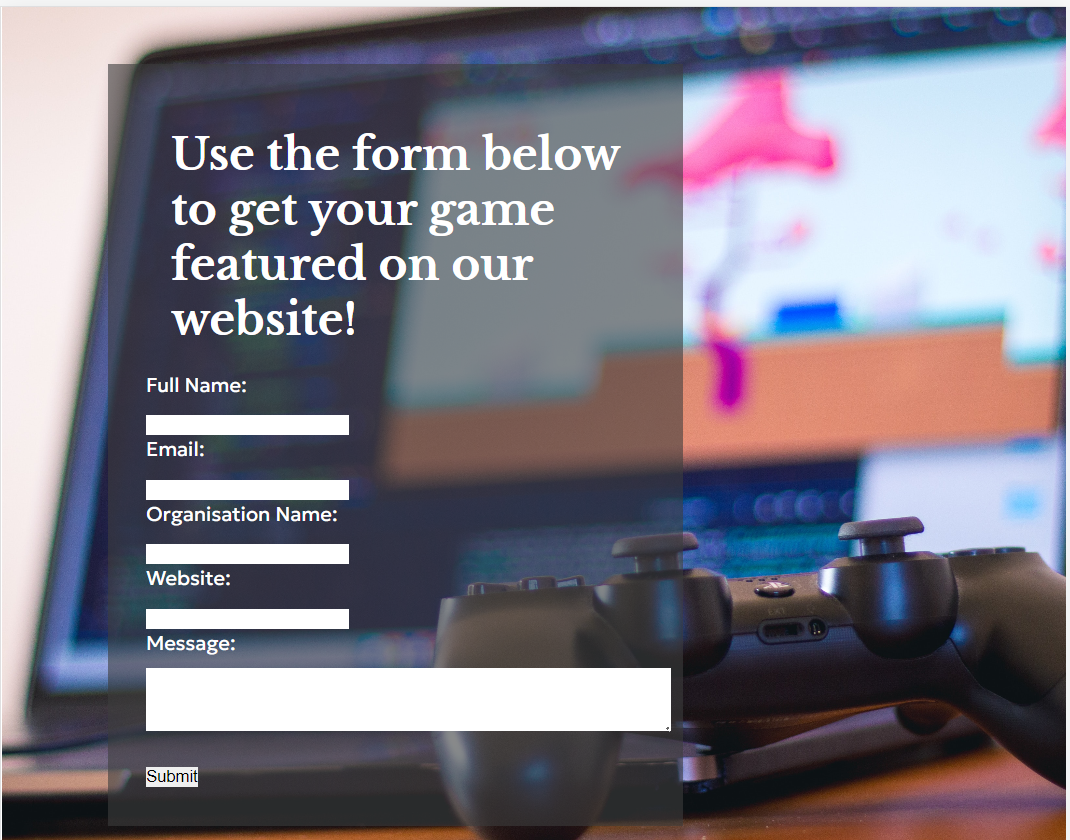 Use the form below
to get your game
featured on our
website!
Full Name:
Email:
Organisation Name:
Website:
Message:
EXT
Submit